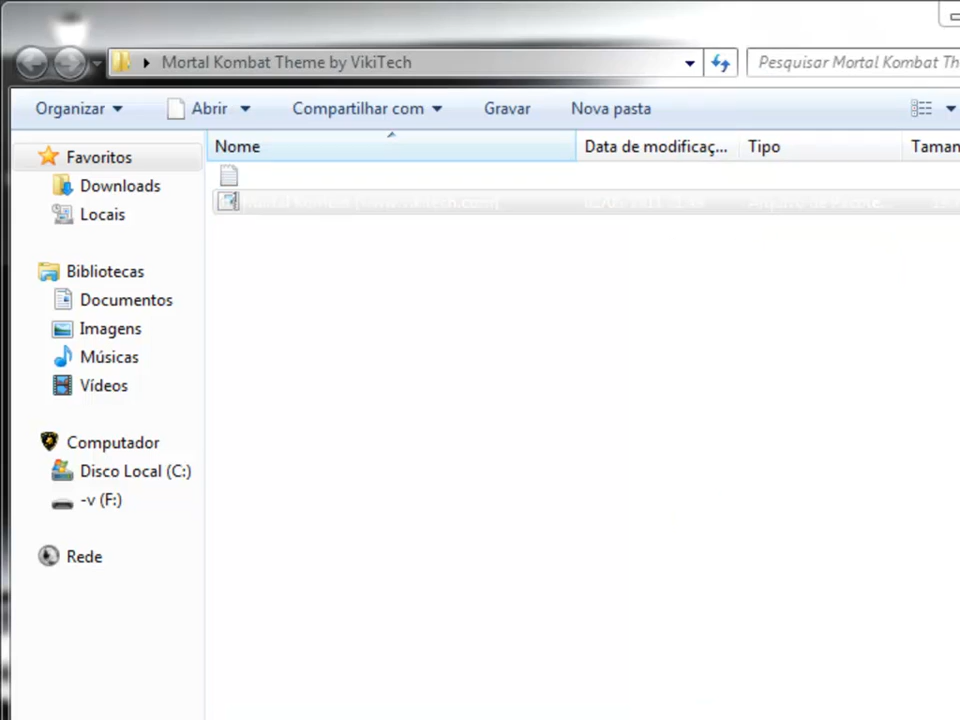 Mortal Kombat Theme by VikiTech
Pesquisar Mortal Kombat Th
Organizar
Abrir
Compartilhar com
Gravar
Nova pasta
Nome
Data de modificaç...
Tipo
Taman
Favoritos
Downloads
Locais
Bibliotecas
Documentos
Imagens
Músicas
Vídeos
Computador
Disco Local (C:)
-v (F:)
Rede